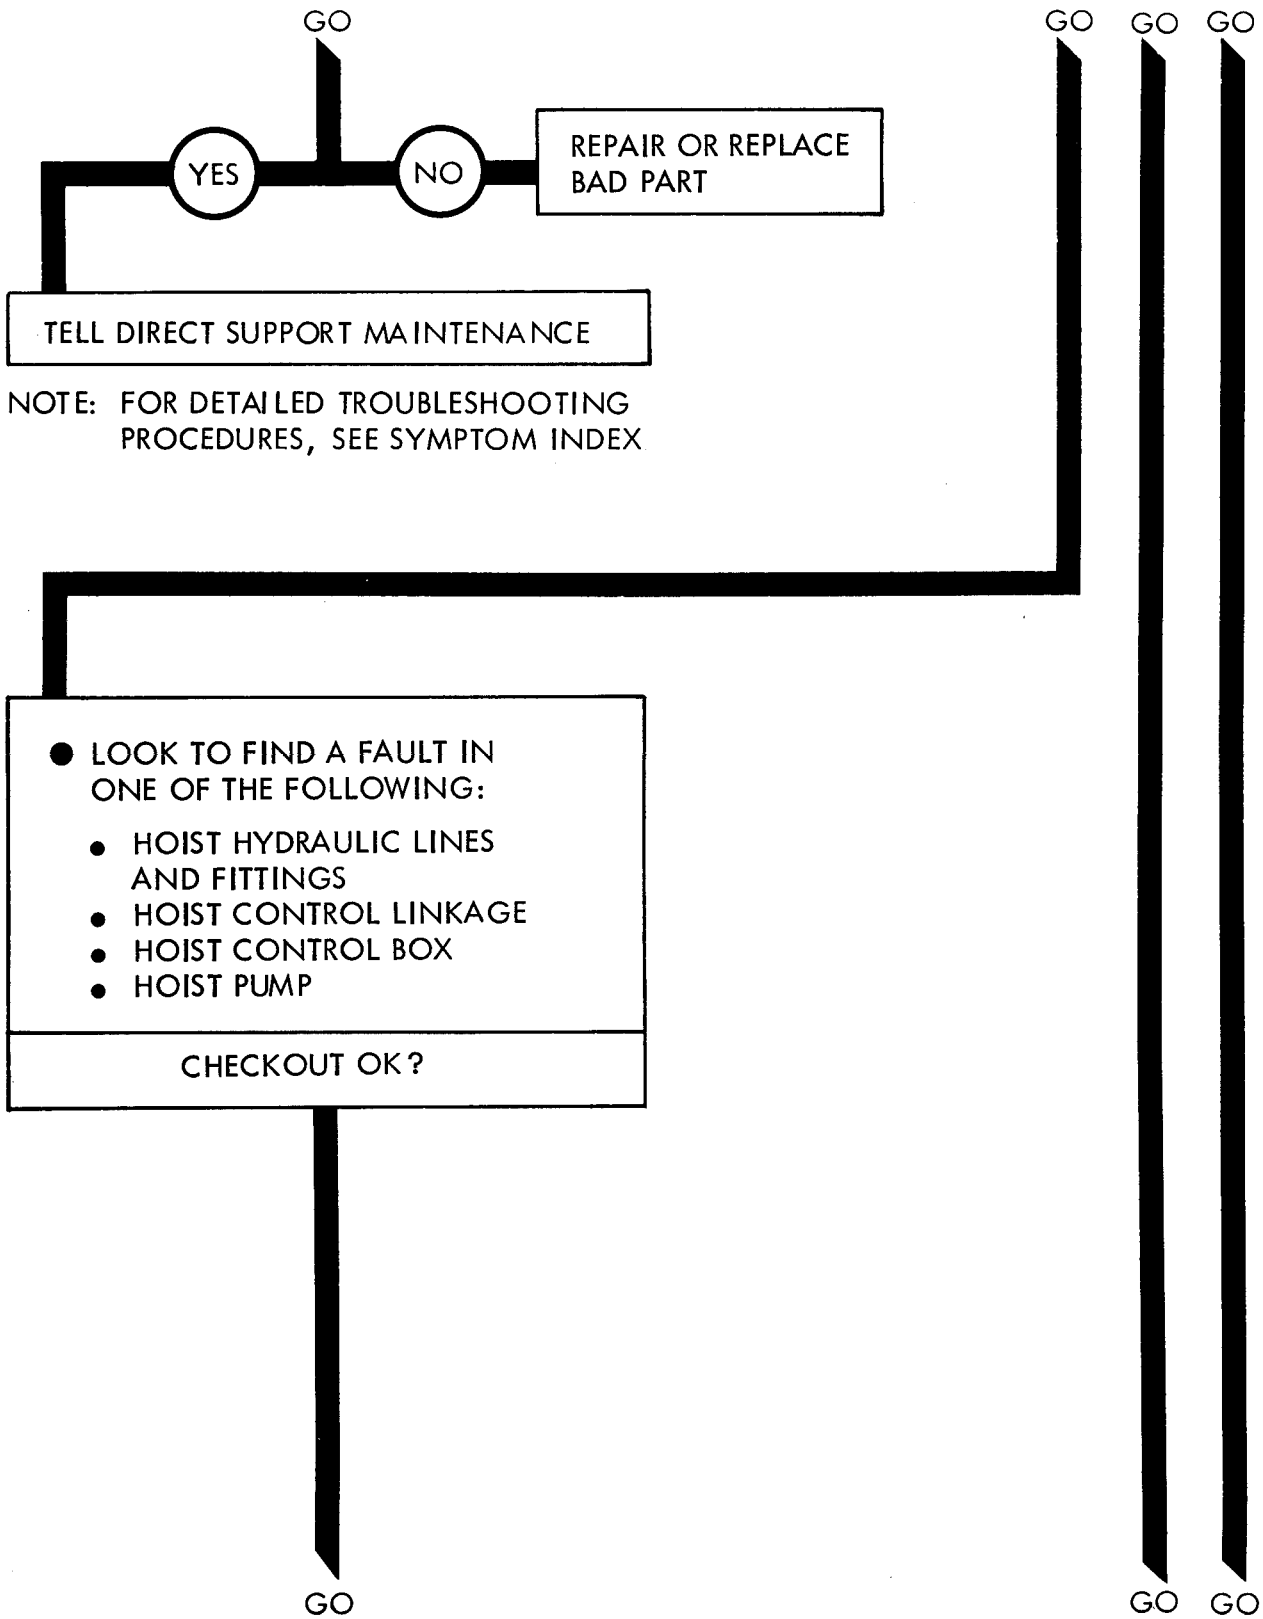 GO
GO
GO
GO
YES
NO
REPAIR OR REPLACE
BAD PART
TELL DIRECT SUPPORT MAINTENANCE
NOTE: FOR DETAILED TROUBLESHOOTING
PROCEDURES, SEE SYMPTOM INDEX
● LOOK TO FIND A FAULT IN
ONE OF THE FOLLOWING:
● HOIST HYDRAULIC LINES
AND FITTINGS
● HOIST CONTROL LINKAGE
● HOIST CONTROL BOX
● HOIST PUMP
CHECKOUT OK?
GO
GO
GO